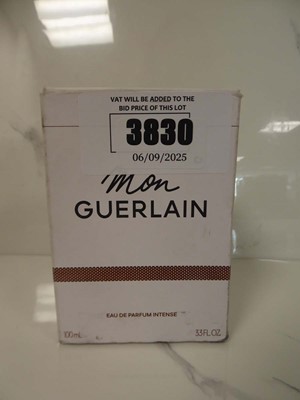 VAT WILL BE ADDED TO THE
BID PRICE OF THIS LOT
3830
06/09/2025
Mon
GUERLAIN
EAU DE PARFUM INTENSE
100mL 3.3 FL.OZ.